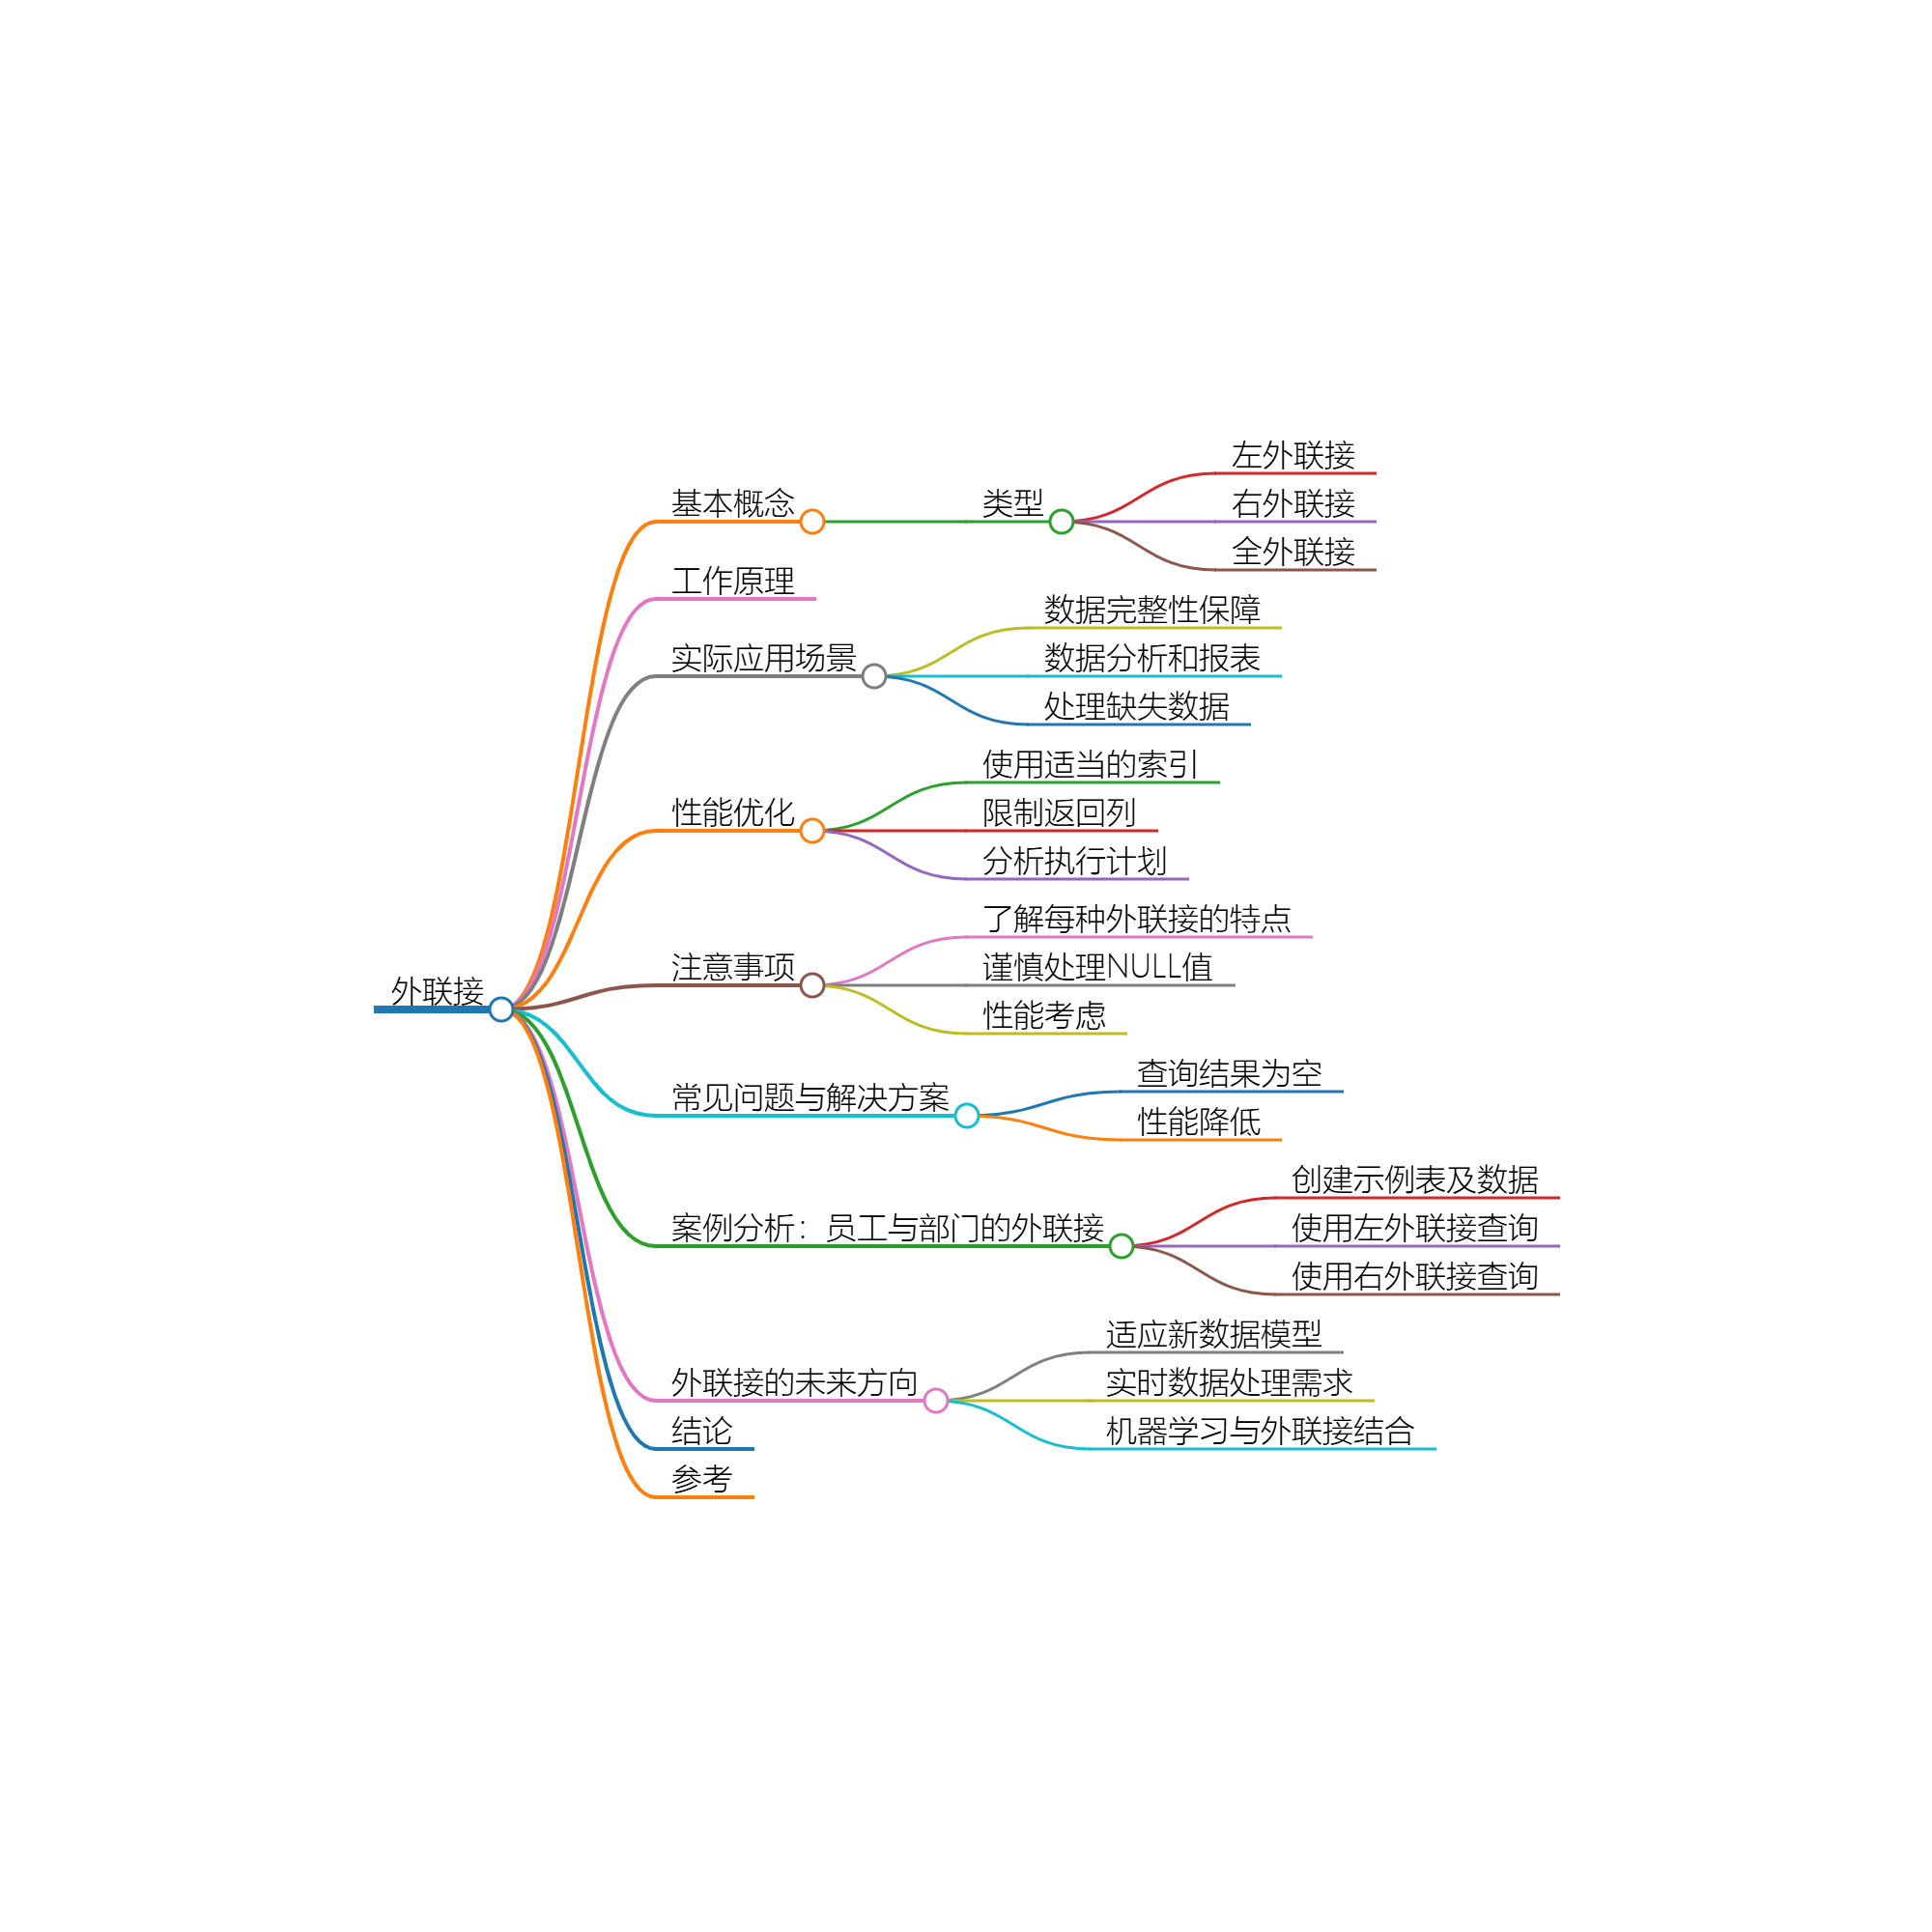 外联接
基本概念
类型
左外联接
右外联接
全外联接
工作原理
实际应用场景
数据完整性保障
数据分析和报表
处理缺失数据
性能优化
使用适当的索引
限制返回列
分析执行计划
注意事项
了解每种外联接的特点
谨慎处理NULL值
性能考虑
常见问题与解决方案
查询结果为空
性能降低
案例分析：员工与部门的外联接
创建示例表及数据
使用左外联接查询
使用右外联接查询
外联接的未来方向
适应新数据模型
实时数据处理需求
机器学习与外联接结合
结论
参考